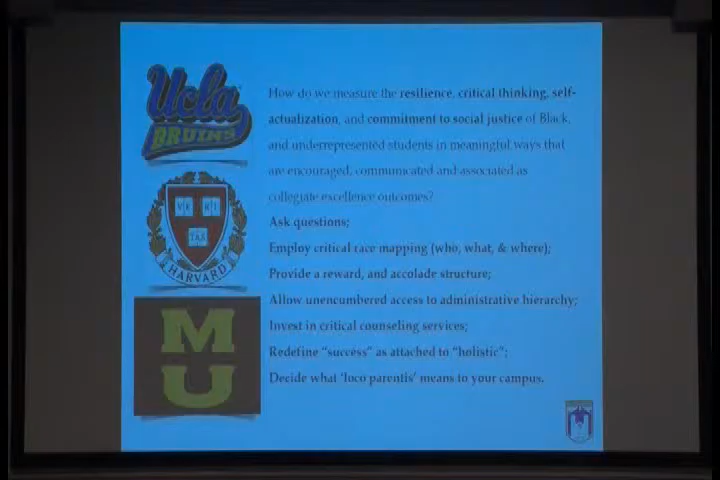 Ucla
BRUINS
How do we measure the resilience, critical thinking, self-
actualization, and commitment to social justice of Black,
and underrepresented students in meaningful ways that
are encouraged, communicated and associated as
collegiate excellence outcomes?
Ask questions;
VE RI
TAS
HARVARD
Employ critical race mapping (who, what, & where);
Provide a reward, and accolade structure;
Allow unencumbered access to administrative hierarchy;
Invest in critical counseling services;
Redefine “success” as attached to “holistic”;
Decide what ‘loco parentis’ means to your campus.
M
U